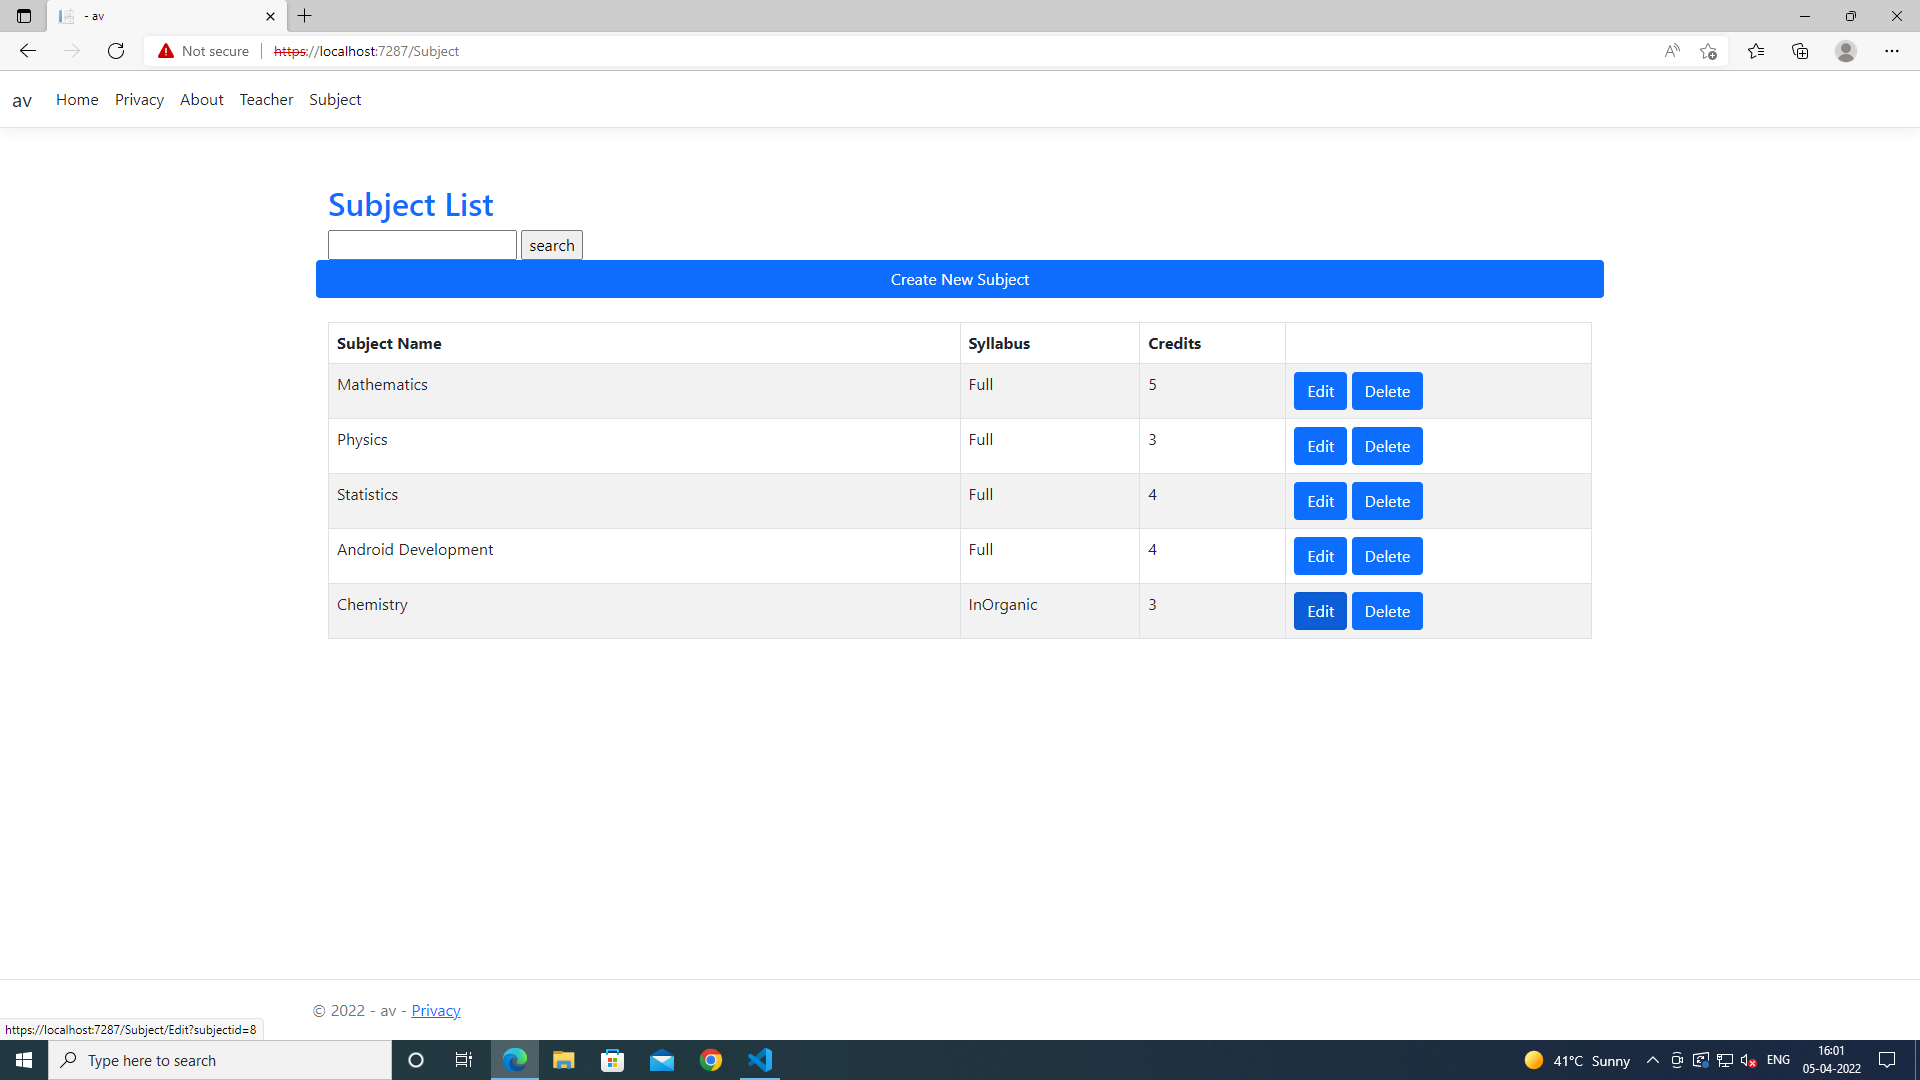 - av
Not secure https://localhost:7287/Subject
av Home Privacy About Teacher Subject
Subject List
search
Create New Subject
Subject Name Syllabus Credits
Mathematics Full 5 Edit Delete
Physics Full 3 Edit Delete
Statistics Full 4 Edit Delete
Android Development Full 4 Edit Delete
Chemistry InOrganic 3 Edit Delete
© 2022 - av - Privacy
https://localhost:7287/Subject/Edit?subjectid=8
Type here to search
41°C Sunny
ENG
16:01
05-04-2022